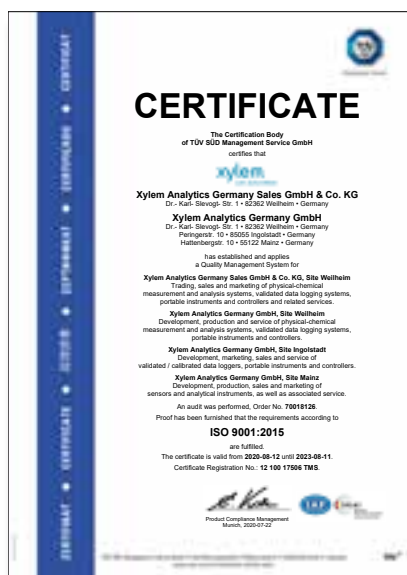 CERTIFICATE
The Certification Body
of TÜV SÜD Management Service GmbH
certifies that
xylem
Xylem Analytics Germany Sales GmbH & Co. KG
Dr.- Karl- Slevogt- Str. 1 • 82362 Weilheim • Germany
Xylem Analytics Germany GmbH
Dr.- Karl- Slevogt- Str. 1 • 82362 Weilheim • Germany
Peringerstr. 10 • 85055 Ingolstadt • Germany
Hattenbergstr. 10 • 55122 Mainz • Germany
has established and applies
a Quality Management System for
Xylem Analytics Germany Sales GmbH & Co. KG, Site Weilheim
Trading, sales and marketing of physical-chemical
measurement and analysis systems, validated data logging systems,
portable instruments and controllers and related services.
Xylem Analytics Germany GmbH, Site Weilheim
Development, production and service of physical-chemical
measurement and analysis systems, validated data logging systems,
portable instruments and controllers.
Xylem Analytics Germany GmbH, Site Ingolstadt
Development, marketing, sales and service of
validated / calibrated data loggers, portable instruments and controllers.
Xylem Analytics Germany GmbH, Site Mainz
Development, production, sales and marketing of
sensors and analytical instruments, as well as associated service.
An audit was performed, Order No. 70018126.
Proof has been furnished that the requirements according to
ISO 9001:2015
are fulfilled.
The certificate is valid from 2020-08-12 until 2023-08-11.
Certificate Registration No.: 12 100 17506 TMS.
Product Compliance Management
Munich, 2020-07-22
IAF
ZERTIFIKAT ◆ CERTIFICATE ◆
◆ CERTIFICADO ◆ CERTIFICAT